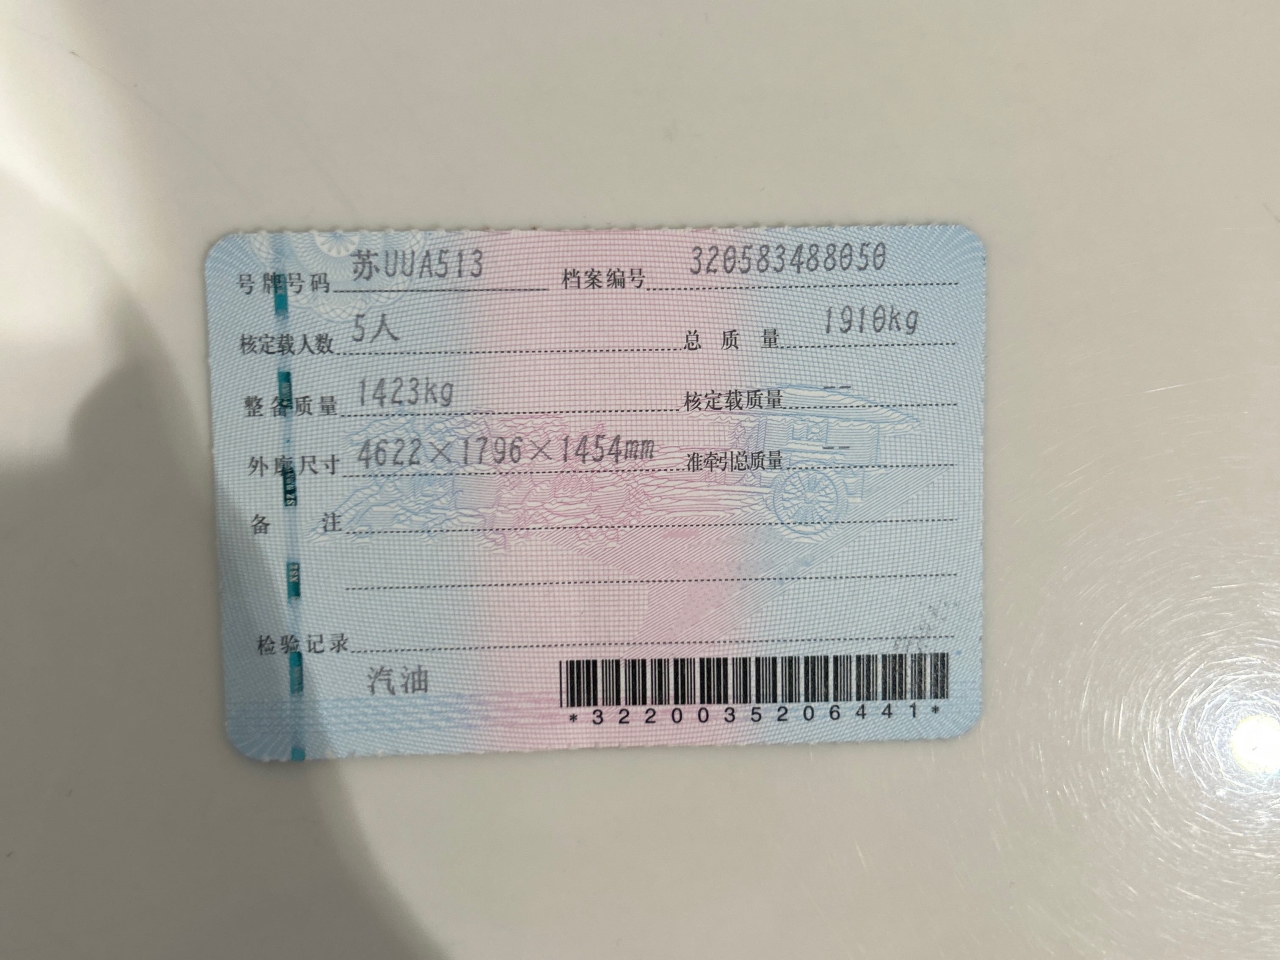 号牌号码 苏UUA513 档案编号 320583488050
核定载人数 5人 总质量 1910kg
整备质量 1423kg 核定载质量 --
外廓尺寸 4622×1796×1454mm 准牵引总质量 --
备注
检验记录
汽油
*3220035206441*